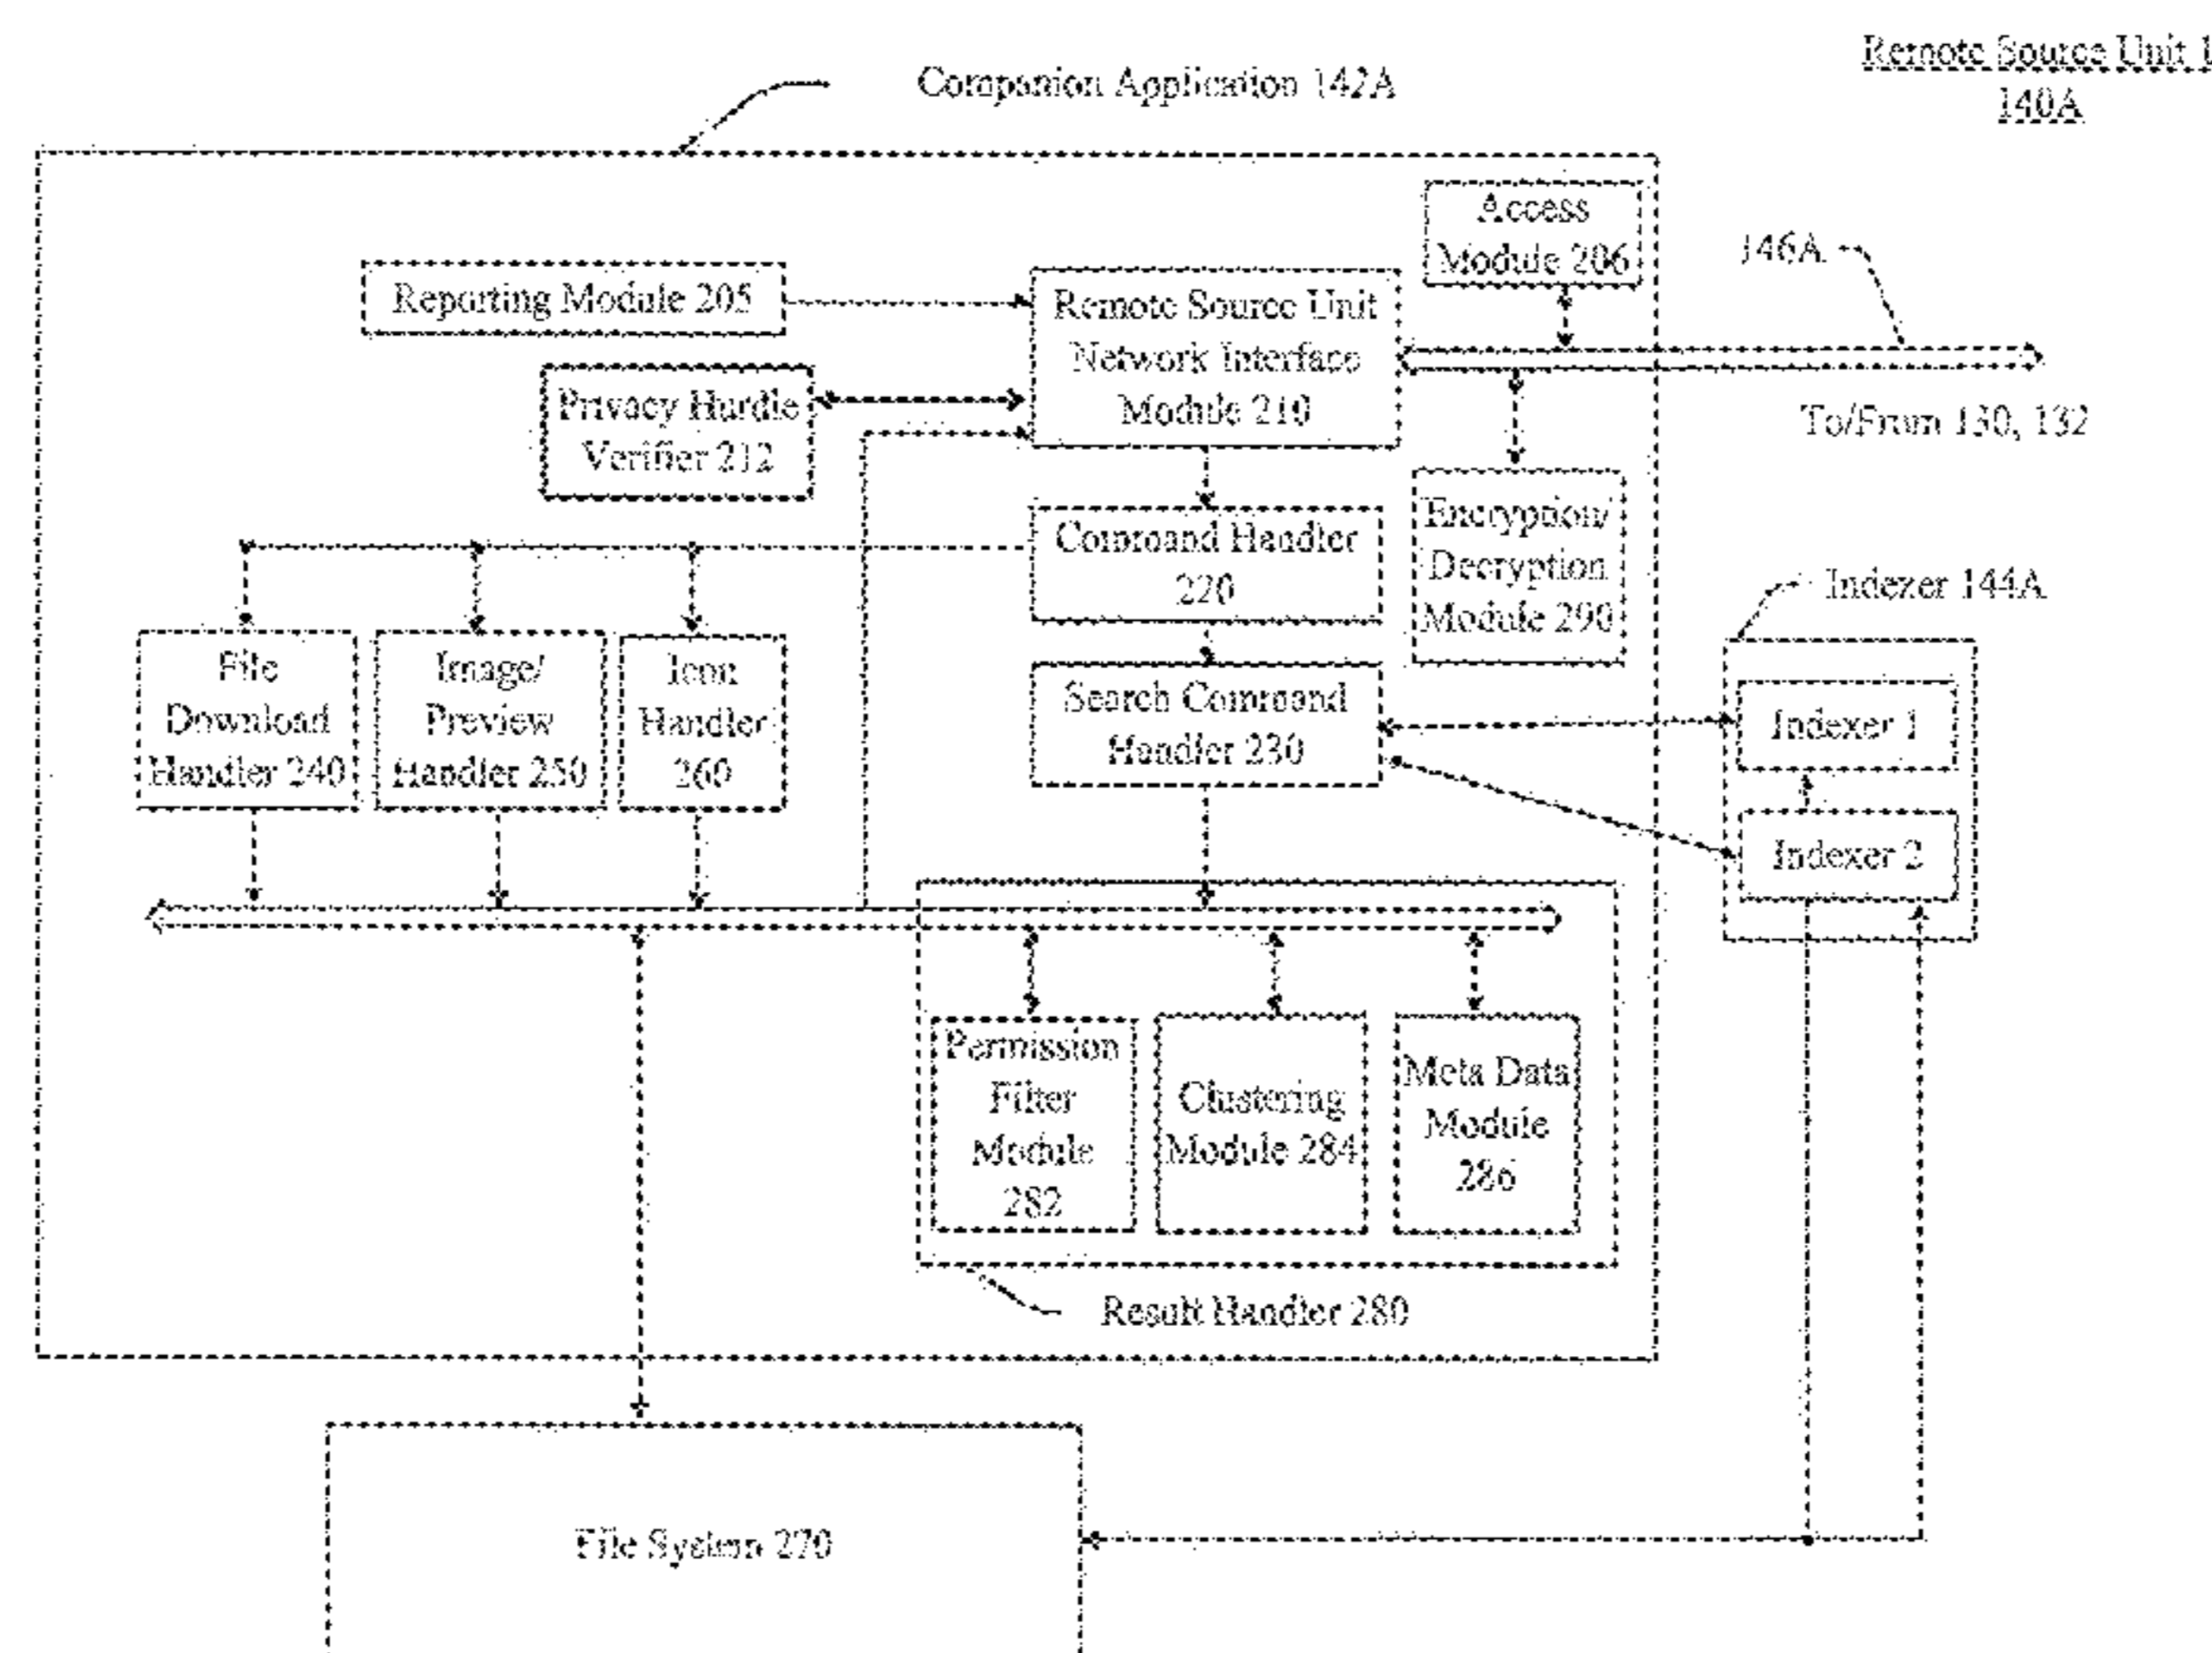 Remote Source Unit 1
140A
Companion Application 142A
Access
Module 206
146A
Reporting Module 205
Remote Source Unit
Network Interface
Module 210
To/From 130, 132
Privacy Hurdle
Verifier 212
Command Handler
220
Encryption/
Decryption
Module 290
Indexer 144A
File
Download
Handler 240
Image/
Preview
Handler 250
Icon
Handler
260
Search Command
Handler 230
Indexer 1
Indexer 2
Permission
Filter
Module
282
Clustering
Module 284
Meta Data
Module
286
Result Handler 280
File System 270